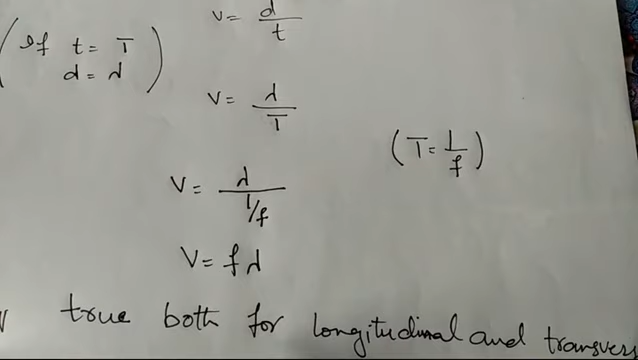 v = d/t
(If t = T
d = λ)
v = λ/T
(T = 1/f)
V = λ/1/f
V = fλ
true both for longitudinal and transvers